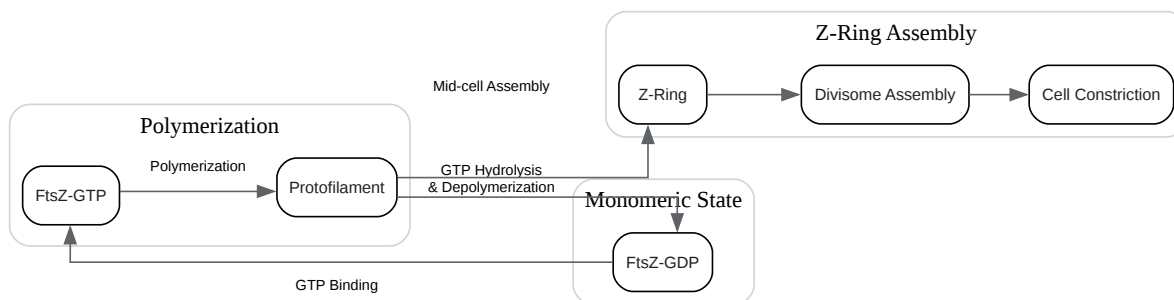 Z-Ring Assembly
Mid-cell Assembly
Z-Ring
Divisome Assembly
Cell Constriction
Polymerization
Polymerization
FtsZ-GTP
Protofilament
GTP Hydrolysis
& Depolymerization
Monomeric State
FtsZ-GDP
GTP Binding